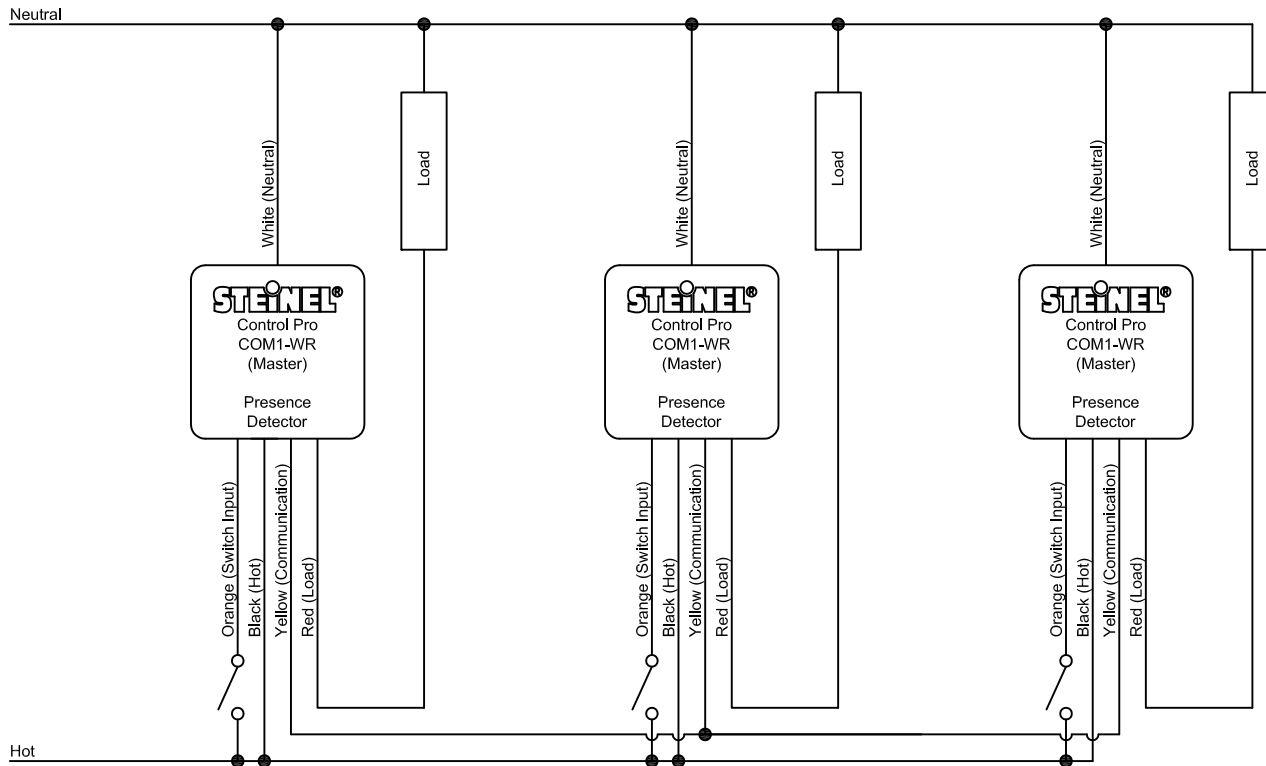 Neutral
White (Neutral)
Load
White (Neutral)
Load
White (Neutral)
Load
STEINEL®
Control Pro
COM1-WR
(Master)
Presence
Detector
STEINEL®
Control Pro
COM1-WR
(Master)
Presence
Detector
STEINEL®
Control Pro
COM1-WR
(Master)
Presence
Detector
Orange (Switch Input)
Black (Hot)
Yellow (Communication)
Red (Load)
Orange (Switch Input)
Black (Hot)
Yellow (Communication)
Red (Load)
Orange (Switch Input)
Black (Hot)
Yellow (Communication)
Red (Load)
Hot